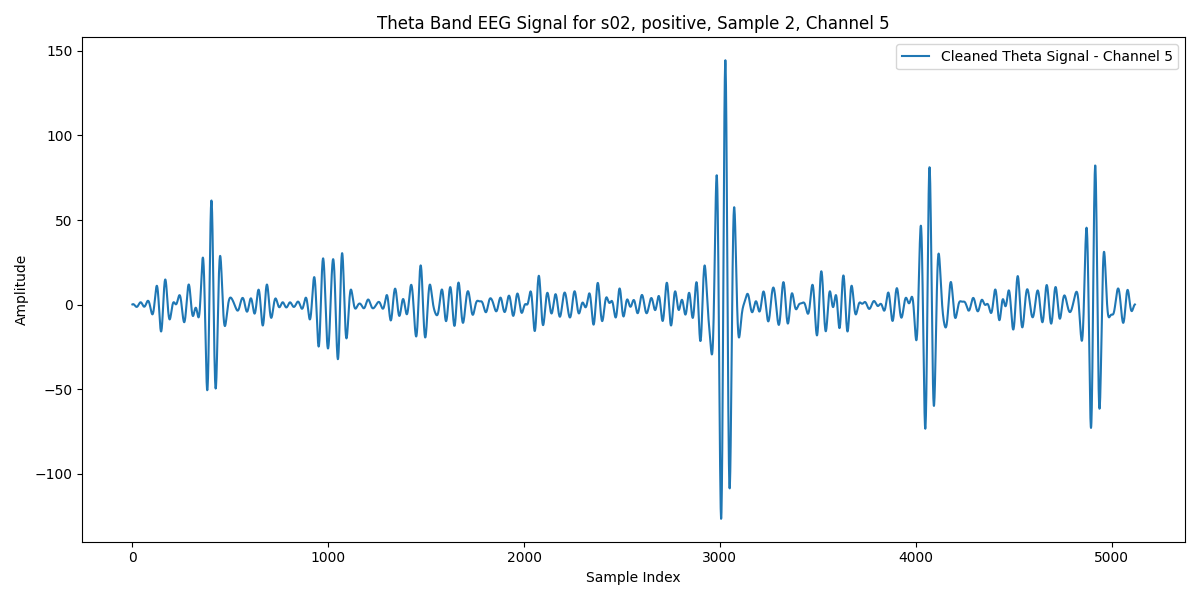 Theta Band EEG Signal for s02, positive, Sample 2, Channel 5
Cleaned Theta Signal - Channel 5
Amplitude
150
100
50
0
−50
−100
0 1000 2000 3000 4000 5000
Sample Index